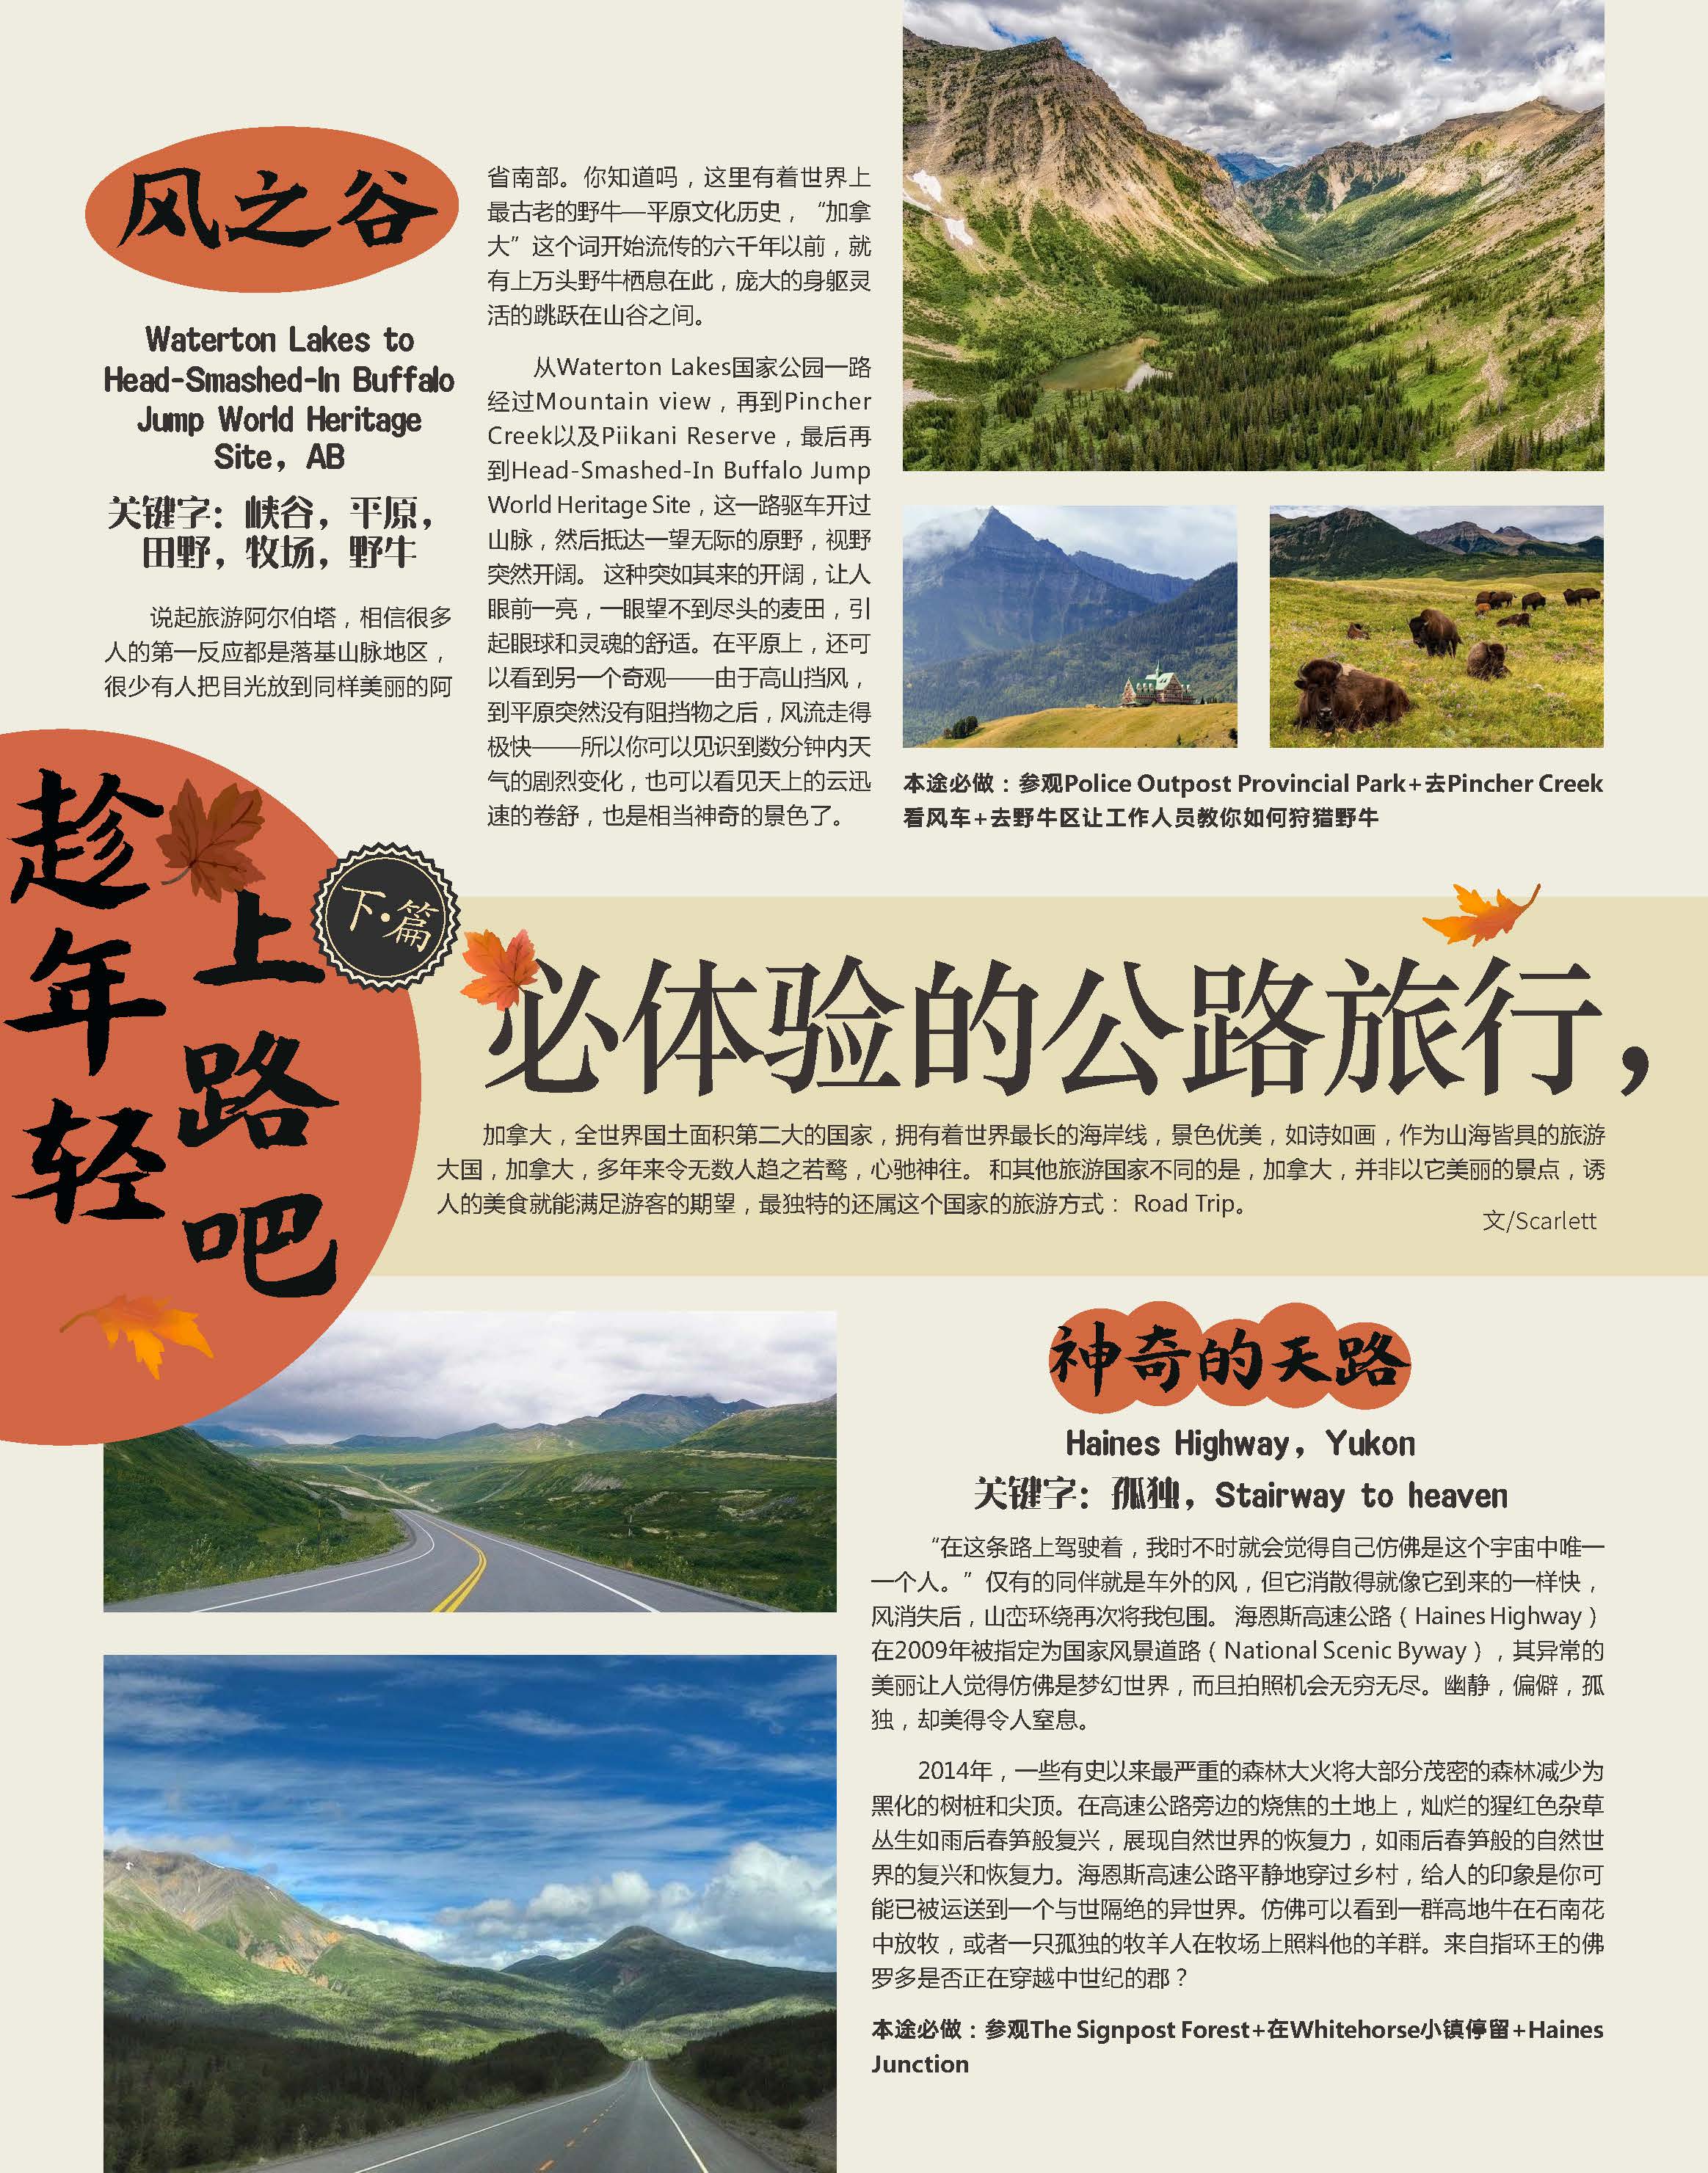 风之谷
Waterton Lakes to
Head-Smashed-In Buffalo
Jump World Heritage
Site，AB
关键字：峡谷，平原，
田野，牧场，野牛
说起旅游阿尔伯塔，相信很多
人的第一反应都是落基山脉地区，
很少有人把目光放到同样美丽的阿
省南部。你知道吗，这里有着世界上
最古老的野牛—平原文化历史，“加拿
大”这个词开始流传的六千年以前，就
有上万头野牛栖息在此，庞大的身躯灵
活的跳跃在山谷之间。
从Waterton Lakes国家公园一路
经过Mountain view，再到Pincher
Creek以及Piikani Reserve，最后再
到Head-Smashed-In Buffalo Jump
World Heritage Site，这一路驱车开过
山脉，然后抵达一望无际的原野，视野
突然开阔。 这种突如其来的开阔，让人
眼前一亮，一眼望不到尽头的麦田，引
起眼球和灵魂的舒适。在平原上，还可
以看到另一个奇观——由于高山挡风，
到平原突然没有阻挡物之后，风流走得
极快——所以你可以见识到数分钟内天
气的剧烈变化，也可以看见天上的云迅
速的卷舒，也是相当神奇的景色了。
本途必做：参观Police Outpost Provincial Park+去Pincher Creek
看风车+去野牛区让工作人员教你如何狩猎野牛
趁年轻
上路吧
下·篇
必体验的公路旅行，
加拿大，全世界国土面积第二大的国家，拥有着世界最长的海岸线，景色优美，如诗如画，作为山海皆具的旅游
大国，加拿大，多年来令无数人趋之若鹜，心驰神往。 和其他旅游国家不同的是，加拿大，并非以它美丽的景点，诱
人的美食就能满足游客的期望，最独特的还属这个国家的旅游方式： Road Trip。
文/Scarlett
神奇的天路
Haines Highway，Yukon
关键字：孤独，Stairway to heaven
“在这条路上驾驶着，我时不时就会觉得自己仿佛是这个宇宙中唯一
一个人。”仅有的同伴就是车外的风，但它消散得就像它到来的一样快，
风消失后，山峦环绕再次将我包围。 海恩斯高速公路（Haines Highway）
在2009年被指定为国家风景道路（National Scenic Byway），其异常的
美丽让人觉得仿佛是梦幻世界，而且拍照机会无穷无尽。幽静，偏僻，孤
独，却美得令人窒息。
2014年，一些有史以来最严重的森林大火将大部分茂密的森林减少为
黑化的树桩和尖顶。在高速公路旁边的烧焦的土地上，灿烂的猩红色杂草
丛生如雨后春笋般复兴，展现自然世界的恢复力，如雨后春笋般的自然世
界的复兴和恢复力。海恩斯高速公路平静地穿过乡村，给人的印象是你可
能已被运送到一个与世隔绝的异世界。仿佛可以看到一群高地牛在石南花
中放牧，或者一只孤独的牧羊人在牧场上照料他的羊群。来自指环王的佛
罗多是否正在穿越中世纪的郡？
本途必做：参观The Signpost Forest+在Whitehorse小镇停留+Haines
Junction